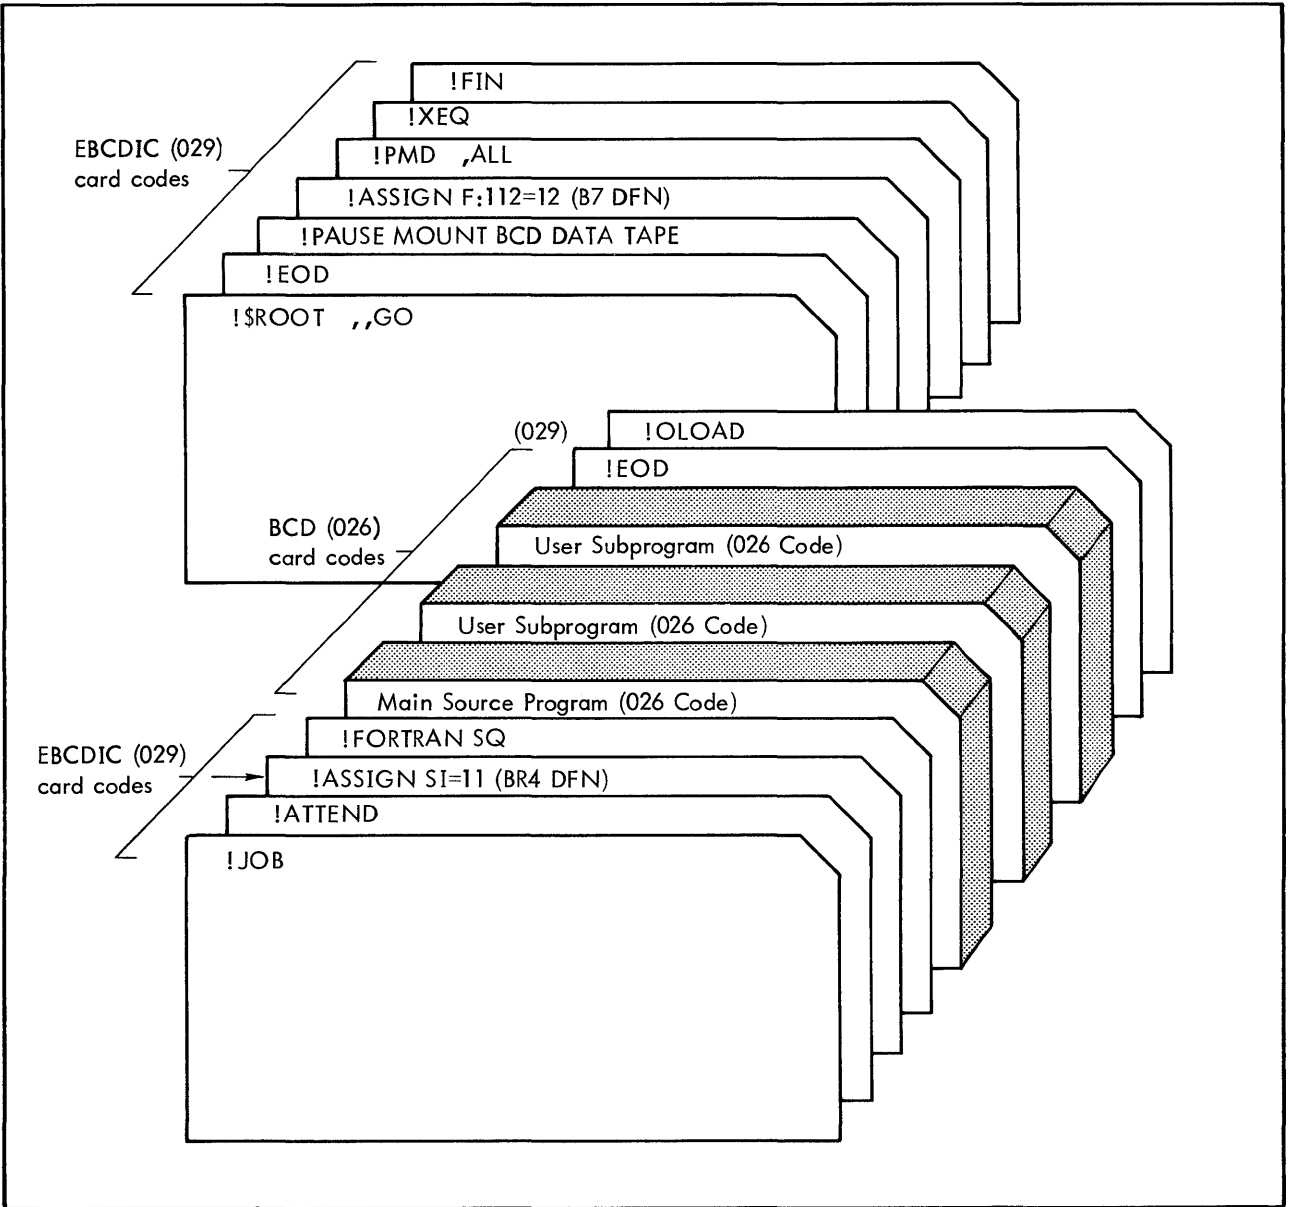 !FIN
!XEQ
EBCDIC (029)
card codes
!PMD ,ALL
!ASSIGN F:112=12 (B7 DFN)
!PAUSE MOUNT BCD DATA TAPE
!EOD
!$ROOT ,,GO
(029)
!OLOAD
!EOD
BCD (026)
card codes
User Subprogram (026 Code)
User Subprogram (026 Code)
Main Source Program (026 Code)
!FORTRAN SQ
EBCDIC (029)
card codes
!ASSIGN SI=11 (BR4 DFN)
!ATTEND
!JOB